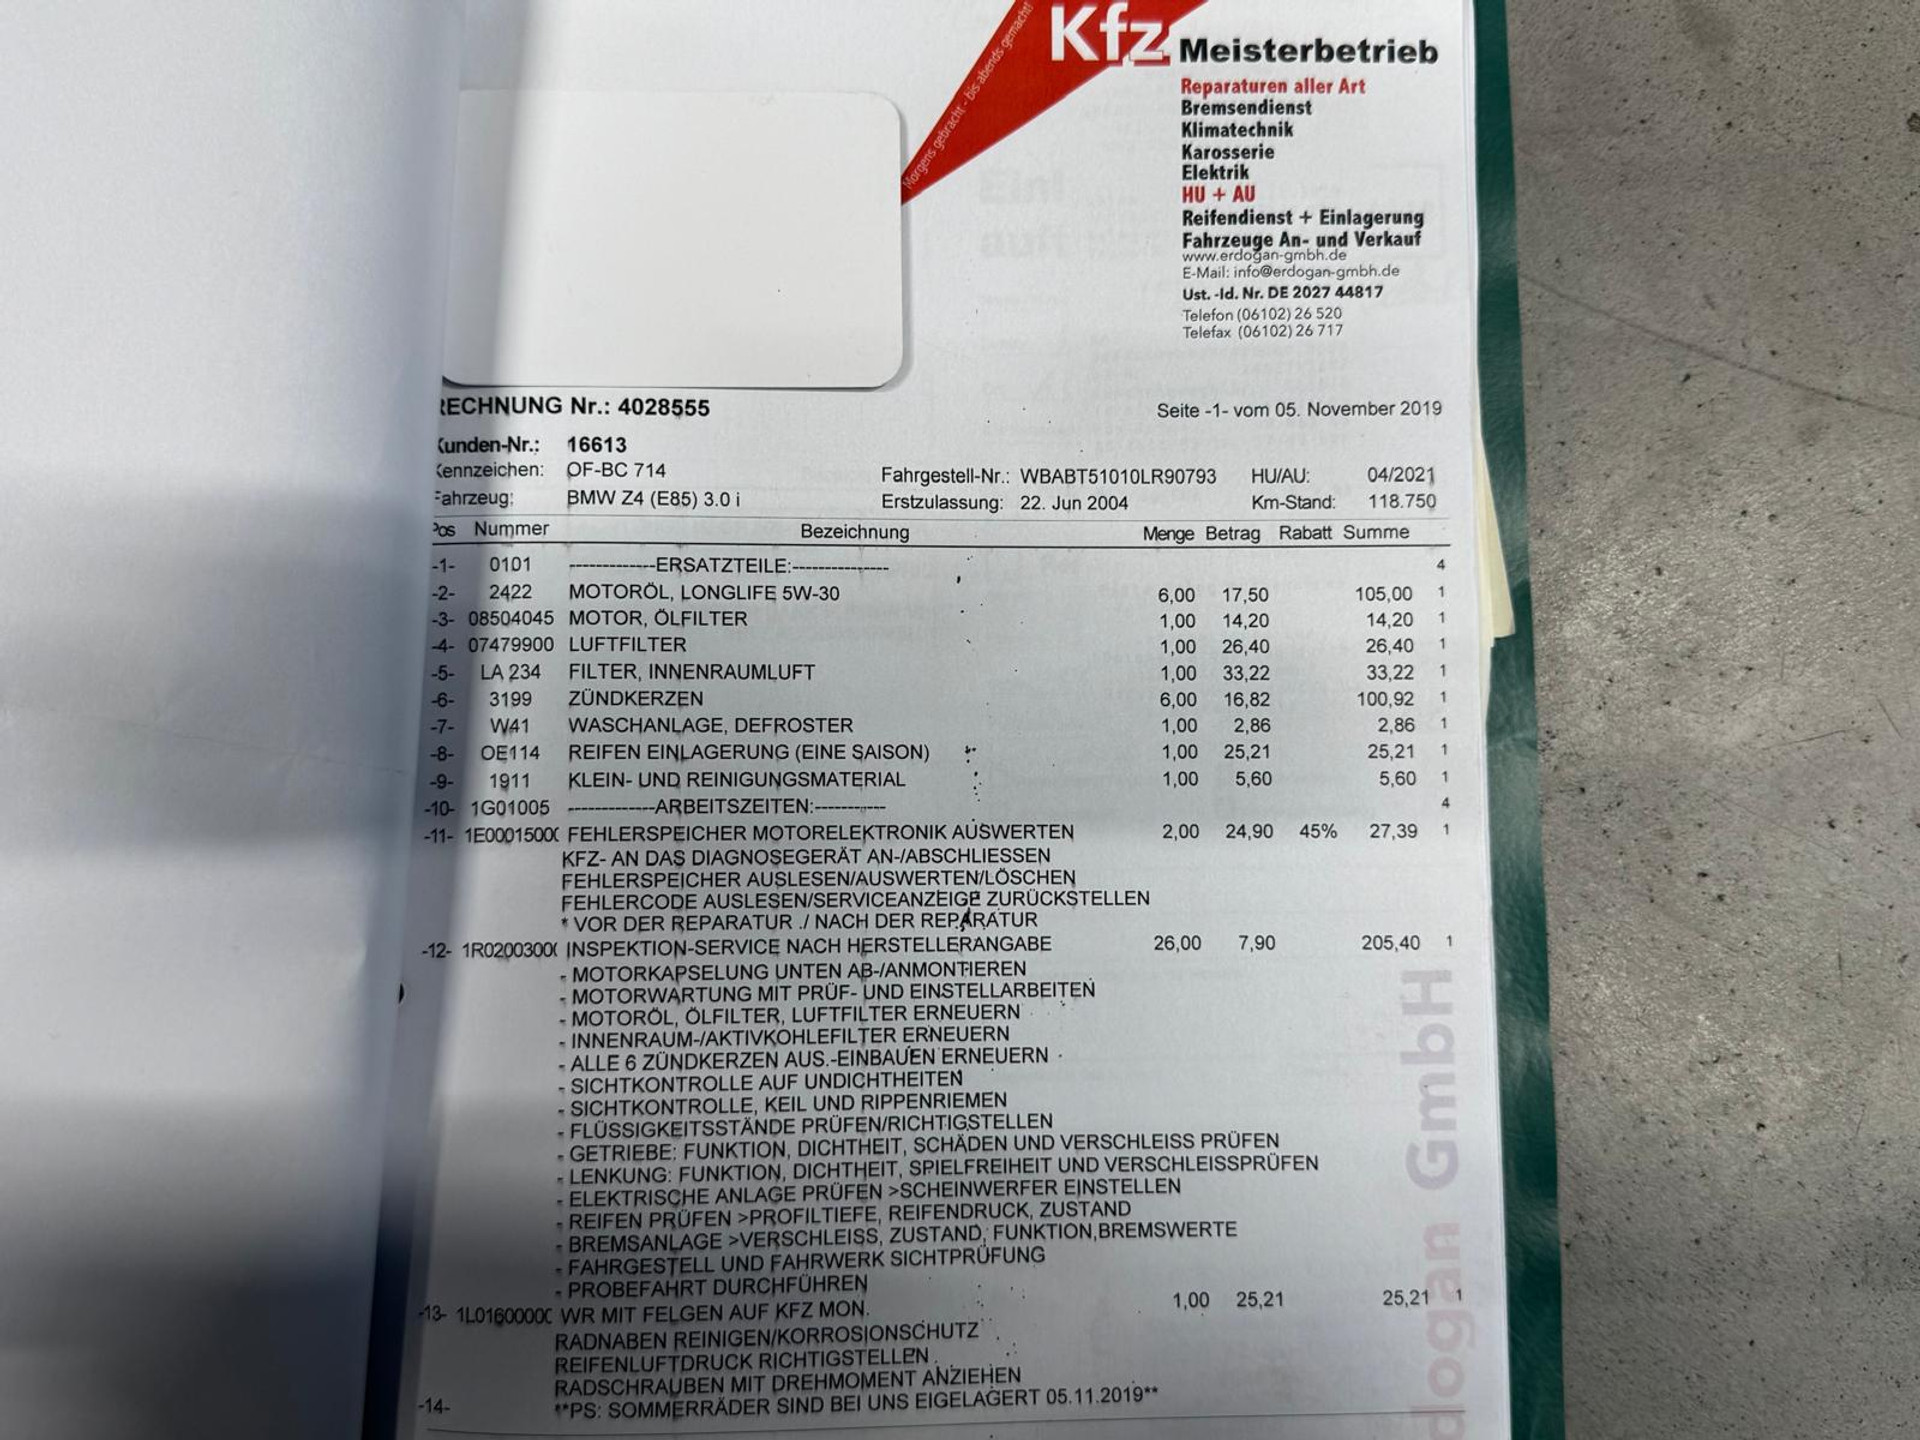 Morgens gebracht - bis abends gemacht!
Kfz Meisterbetrieb
Reparaturen aller Art
Bremsendienst
Klimatechnik
Karosserie
Elektrik
HU + AU
Reifendienst + Einlagerung
Fahrzeuge An- und Verkauf
www.erdogan-gmbh.de
E-Mail: info@erdogan-gmbh.de
Ust. -Id. Nr. DE 2027 44817
Telefon (06102) 26 520
Telefax (06102) 26 717
RECHNUNG Nr.: 4028555 Seite -1- vom 05. November 2019
Kunden-Nr.: 16613
Kennzeichen: OF-BC 714 Fahrgestell-Nr.: WBABT51010LR90793 HU/AU: 04/2021
Fahrzeug: BMW Z4 (E85) 3.0 i Erstzulassung: 22. Jun 2004 Km-Stand: 118.750
Pos Nummer Bezeichnung Menge Betrag Rabatt Summe
-1- 0101 -------------ERSATZTEILE:--------------- 4
-2- 2422 MOTORÖL, LONGLIFE 5W-30 6,00 17,50 105,00 1
-3- 08504045 MOTOR, ÖLFILTER 1,00 14,20 14,20 1
-4- 07479900 LUFTFILTER 1,00 26,40 26,40 1
-5- LA 234 FILTER, INNENRAUMLUFT 1,00 33,22 33,22 1
-6- 3199 ZÜNDKERZEN 6,00 16,82 100,92 1
-7- W41 WASCHANLAGE, DEFROSTER 1,00 2,86 2,86 1
-8- OE114 REIFEN EINLAGERUNG (EINE SAISON) 1,00 25,21 25,21 1
-9- 1911 KLEIN- UND REINIGUNGSMATERIAL 1,00 5,60 5,60 1
-10- 1G01005 -------------ARBEITSZEITEN:----------- 4
-11- 1E00015000 FEHLERSPEICHER MOTORELEKTRONIK AUSWERTEN 2,00 24,90 45% 27,39 1
KFZ- AN DAS DIAGNOSEGERÄT AN-/ABSCHLIESSEN
FEHLERSPEICHER AUSLESEN/AUSWERTEN/LÖSCHEN
FEHLERCODE AUSLESEN/SERVICEANZEIGE ZURÜCKSTELLEN
* VOR DER REPARATUR ./ NACH DER REPARATUR
-12- 1R0200300 INSPEKTION-SERVICE NACH HERSTELLERANGABE 26,00 7,90 205,40 1
- MOTORKAPSELUNG UNTEN AB-/ANMONTIEREN
- MOTORWARTUNG MIT PRÜF- UND EINSTELLARBEITEN
- MOTORÖL, ÖLFILTER, LUFTFILTER ERNEUERN
- INNENRAUM-/AKTIVKOHLEFILTER ERNEUERN
- ALLE 6 ZÜNDKERZEN AUS.-EINBAUEN ERNEUERN
- SICHTKONTROLLE AUF UNDICHTHEITEN
- SICHTKONTROLLE, KEIL UND RIPPENRIEMEN
- FLÜSSIGKEITSSTÄNDE PRÜFEN/RICHTIGSTELLEN
- GETRIEBE: FUNKTION, DICHTHEIT, SCHÄDEN UND VERSCHLEISS PRÜFEN
- LENKUNG: FUNKTION, DICHTHEIT, SPIELFREIHEIT UND VERSCHLEISSPRÜFEN
- ELEKTRISCHE ANLAGE PRÜFEN >SCHEINWERFER EINSTELLEN
- REIFEN PRÜFEN >PROFILTIEFE, REIFENDRUCK, ZUSTAND
- BREMSANLAGE >VERSCHLEISS, ZUSTAND, FUNKTION,BREMSWERTE
- FAHRGESTELL UND FAHRWERK SICHTPRÜFUNG
- PROBEFAHRT DURCHFÜHREN
-13- 1L0160000 WR MIT FELGEN AUF KFZ MON. 1,00 25,21 25,21 1
RADNABEN REINIGEN/KORROSIONSCHUTZ
REIFENLUFTDRUCK RICHTIGSTELLEN
RADSCHRAUBEN MIT DREHMOMENT ANZIEHEN
-14- **PS: SOMMERRÄDER SIND BEI UNS EIGELAGERT 05.11.2019**
dogan GmbH